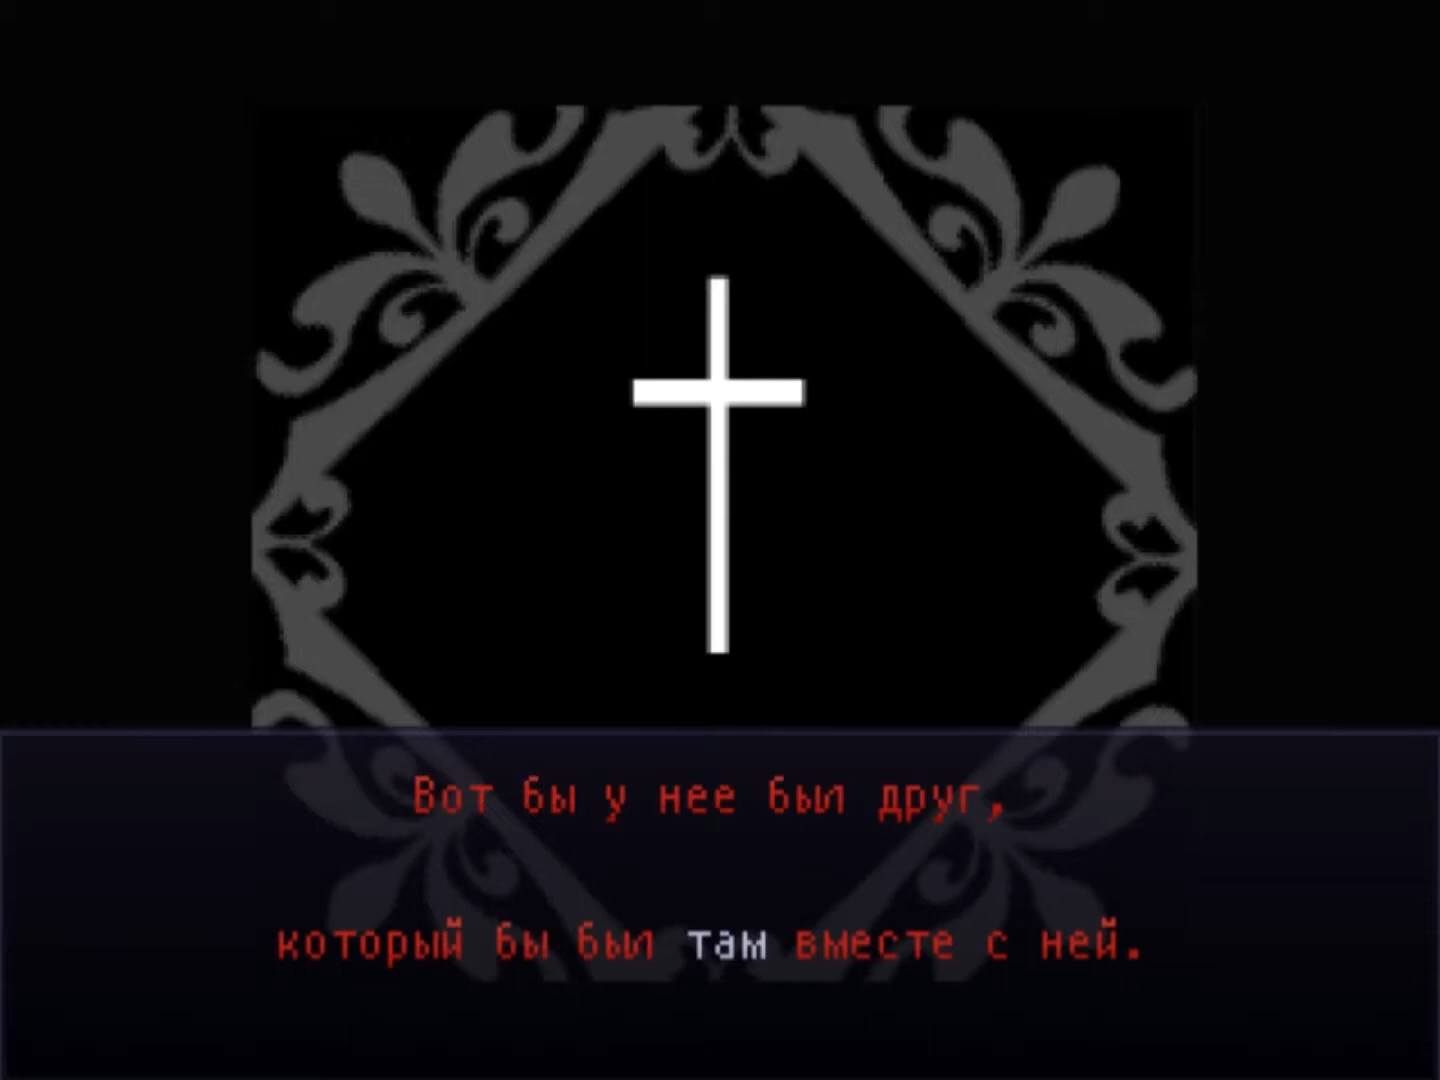 Вот бы у нее был друг,
который бы был там вместе с ней.